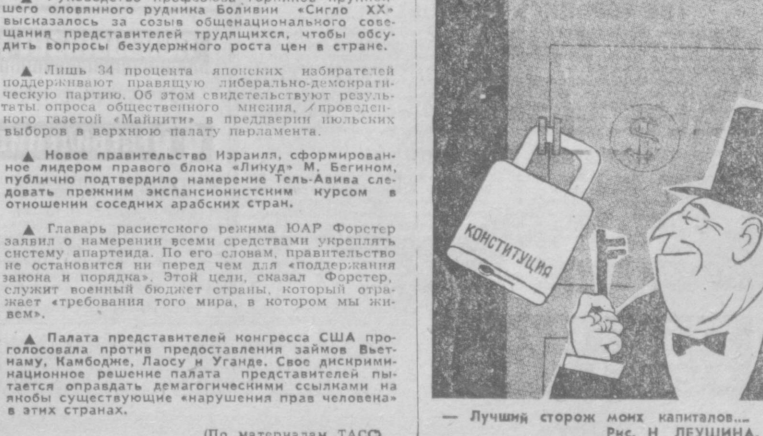 шего оловянного рудника Боливии «Сигло XX»
высказалось за созыв общенационального сове-
щания представителей трудящихся, чтобы обсу-
дить вопросы безудержного роста цен в стране.
▲ Лишь 34 процента японских избирателей
поддерживают правящую либерально-демократи-
ческую партию. Об этом свидетельствуют резуль-
таты опроса общественного мнения, проведен-
ного газетой «Майнити» в преддверии июльских
выборов в верхнюю палату парламента.
▲ Новое правительство Израиля, сформирован-
ное лидером правого блока «Ликуд» М. Бегином,
публично подтвердило намерение Тель-Авива сле-
довать прежним экспансионистским курсом в
отношении соседних арабских стран.
▲ Главарь расистского режима ЮАР Форстер
заявил о намерении всеми средствами укреплять
систему апартеида. По его словам, правительство
не остановится ни перед чем для «поддержания
закона и порядка». Этой цели, сказал Форстер,
служит военный бюджет страны, который отра-
жает «требования того мира, в котором мы жи-
вем».
▲ Палата представителей конгресса США про-
голосовала против предоставления займов Вьет-
наму, Камбодже, Лаосу и Уганде. Свое дискрими-
национное решение палата представителей пы-
тается оправдать демагогическими ссылками на
якобы существующие «нарушения прав человека»
в этих странах.
(По материалам ТАСС).
$
КОНСТИТУЦИЯ
— Лучший сторож моих капиталов...
Рис. Н. ЛЕУШИНА